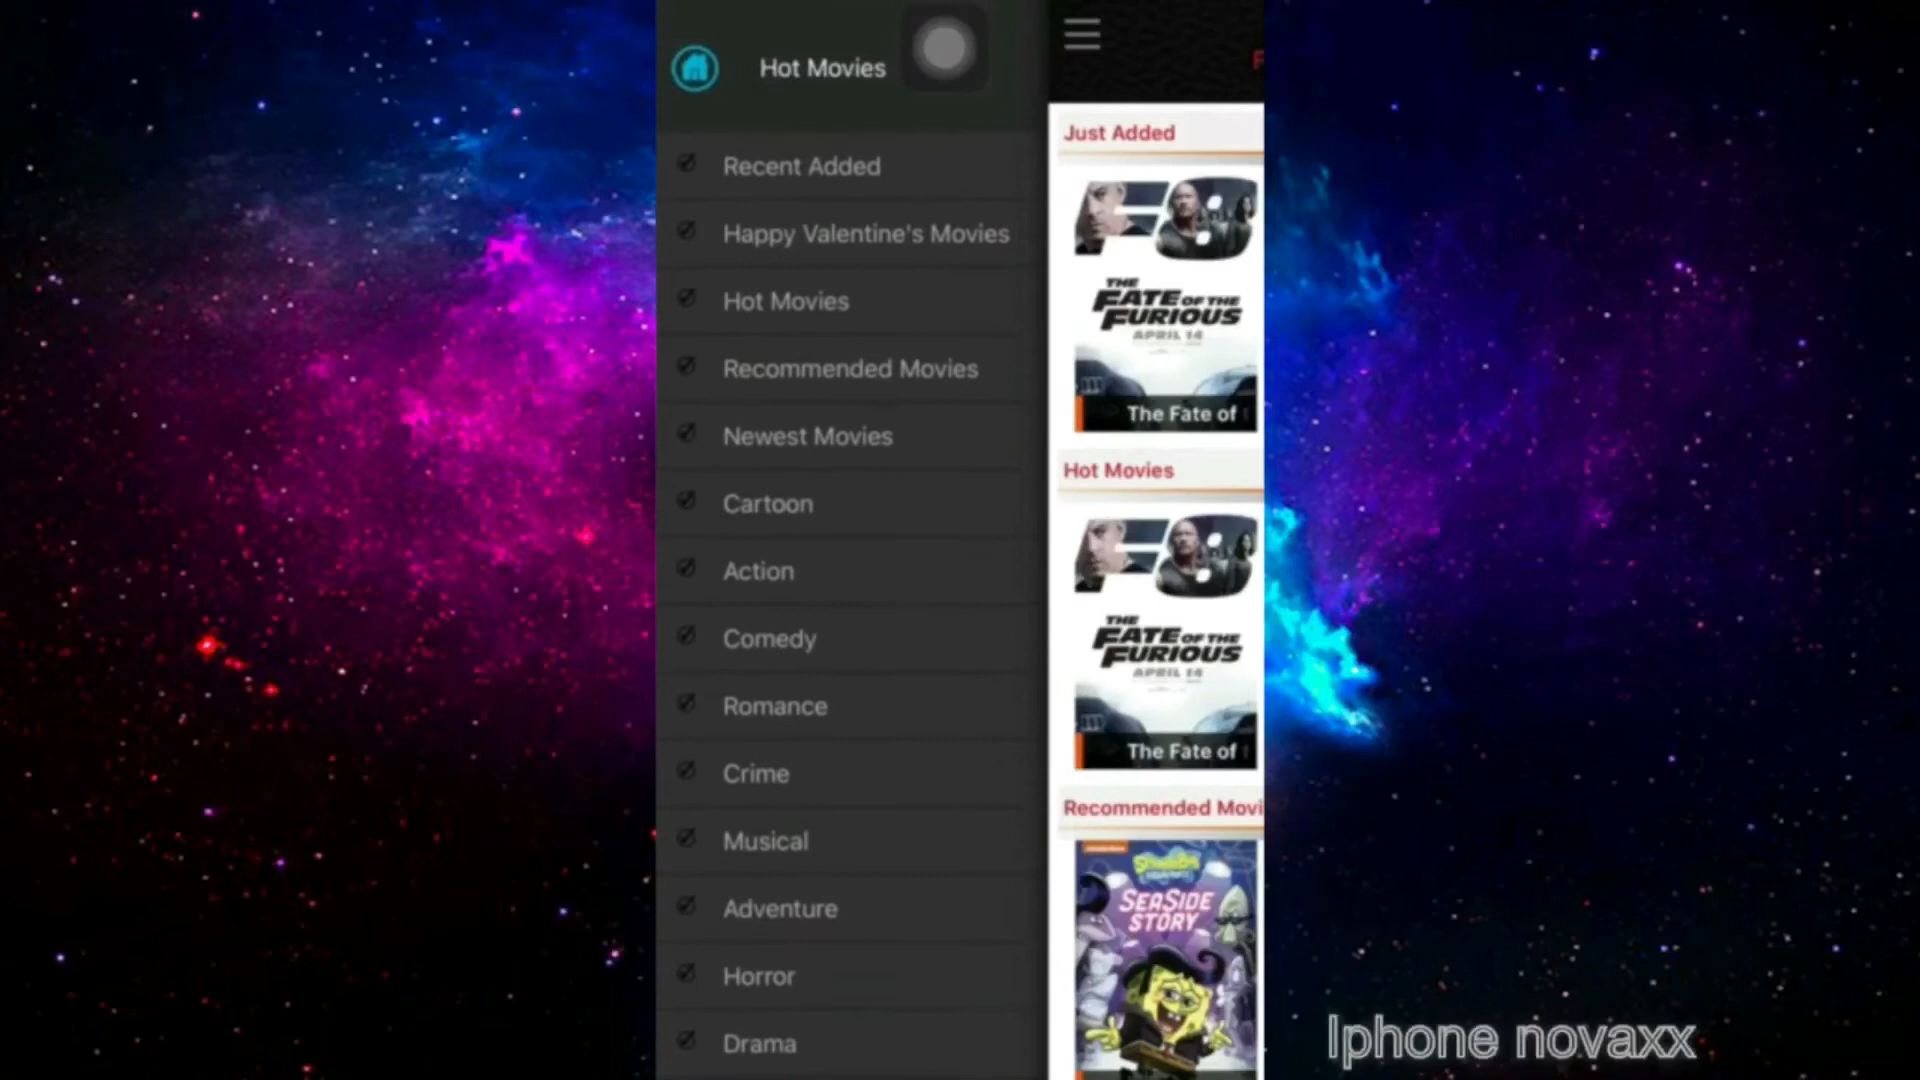 Hot Movies
Recent Added
Happy Valentine's Movies
Hot Movies
Recommended Movies
Newest Movies
Cartoon
Action
Comedy
Romance
Crime
Musical
Adventure
Horror
Drama
Just Added
F8
THE
FATE OF THE
FURIOUS
APRIL 14
The Fate of
Hot Movies
F8
THE
FATE OF THE
FURIOUS
APRIL 14
The Fate of
Recommended Movi
SEASIDE
STORY
Iphone novaxx